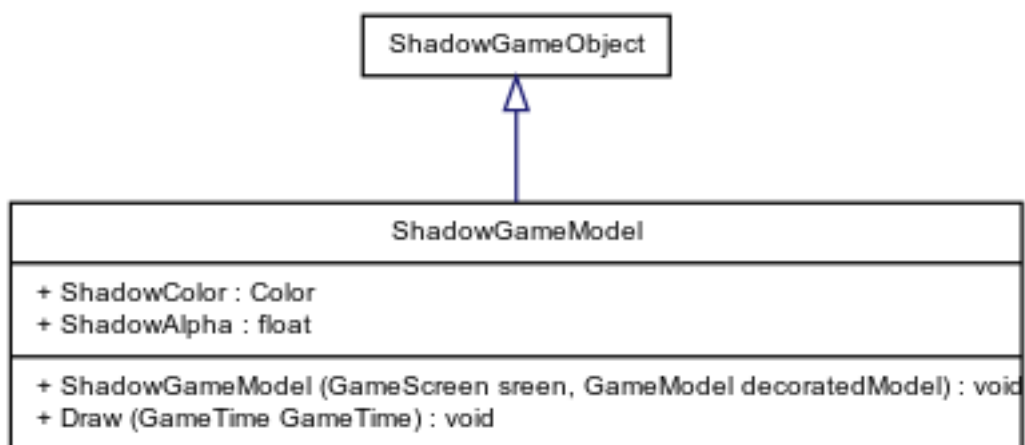 ShadowGameObject
ShadowGameModel
+ ShadowColor : Color
+ ShadowAlpha : float
+ ShadowGameModel (GameScreen sreen, GameModel decoratedModel) : void
+ Draw (GameTime GameTime) : void